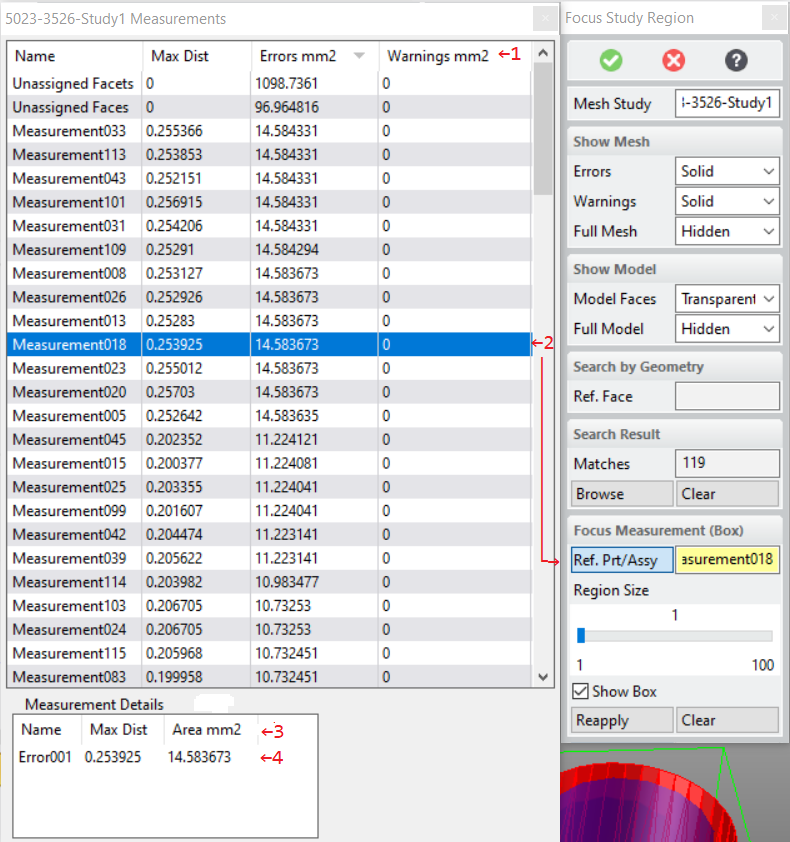 5023-3526-Study1 Measurements
Name Max Dist Errors mm2 Warnings mm2 ←1
Unassigned Facets 0 1098.7361 0
Unassigned Faces 0 96.964816 0
Measurement033 0.255366 14.584331 0
Measurement113 0.253853 14.584331 0
Measurement043 0.252151 14.584331 0
Measurement101 0.256915 14.584331 0
Measurement031 0.254206 14.584331 0
Measurement109 0.25291 14.584294 0
Measurement008 0.253127 14.583673 0
Measurement026 0.252926 14.583673 0
Measurement013 0.25283 14.583673 0
Measurement018 0.253925 14.583673 0 ←2
Measurement023 0.255012 14.583673 0
Measurement020 0.25703 14.583673 0
Measurement005 0.252642 14.583635 0
Measurement045 0.202352 11.224121 0
Measurement015 0.200377 11.224081 0
Measurement025 0.203355 11.224041 0
Measurement099 0.201607 11.224041 0
Measurement042 0.204474 11.223141 0
Measurement039 0.205622 11.223141 0
Measurement114 0.203982 10.983477 0
Measurement103 0.206705 10.73253 0
Measurement024 0.206705 10.73253 0
Measurement115 0.205968 10.732451 0
Measurement083 0.199958 10.732451 0
Measurement Details
Name Max Dist Area mm2 ←3
Error001 0.253925 14.583673 ←4
Focus Study Region
Mesh Study 3-3526-Study1
Show Mesh
Errors Solid
Warnings Solid
Full Mesh Hidden
Show Model
Model Faces Transparent
Full Model Hidden
Search by Geometry
Ref. Face
Search Result
Matches 119
Browse Clear
Focus Measurement (Box)
Ref. Prt/Assy asurement018
Region Size
1
1 100
Show Box
Reapply Clear